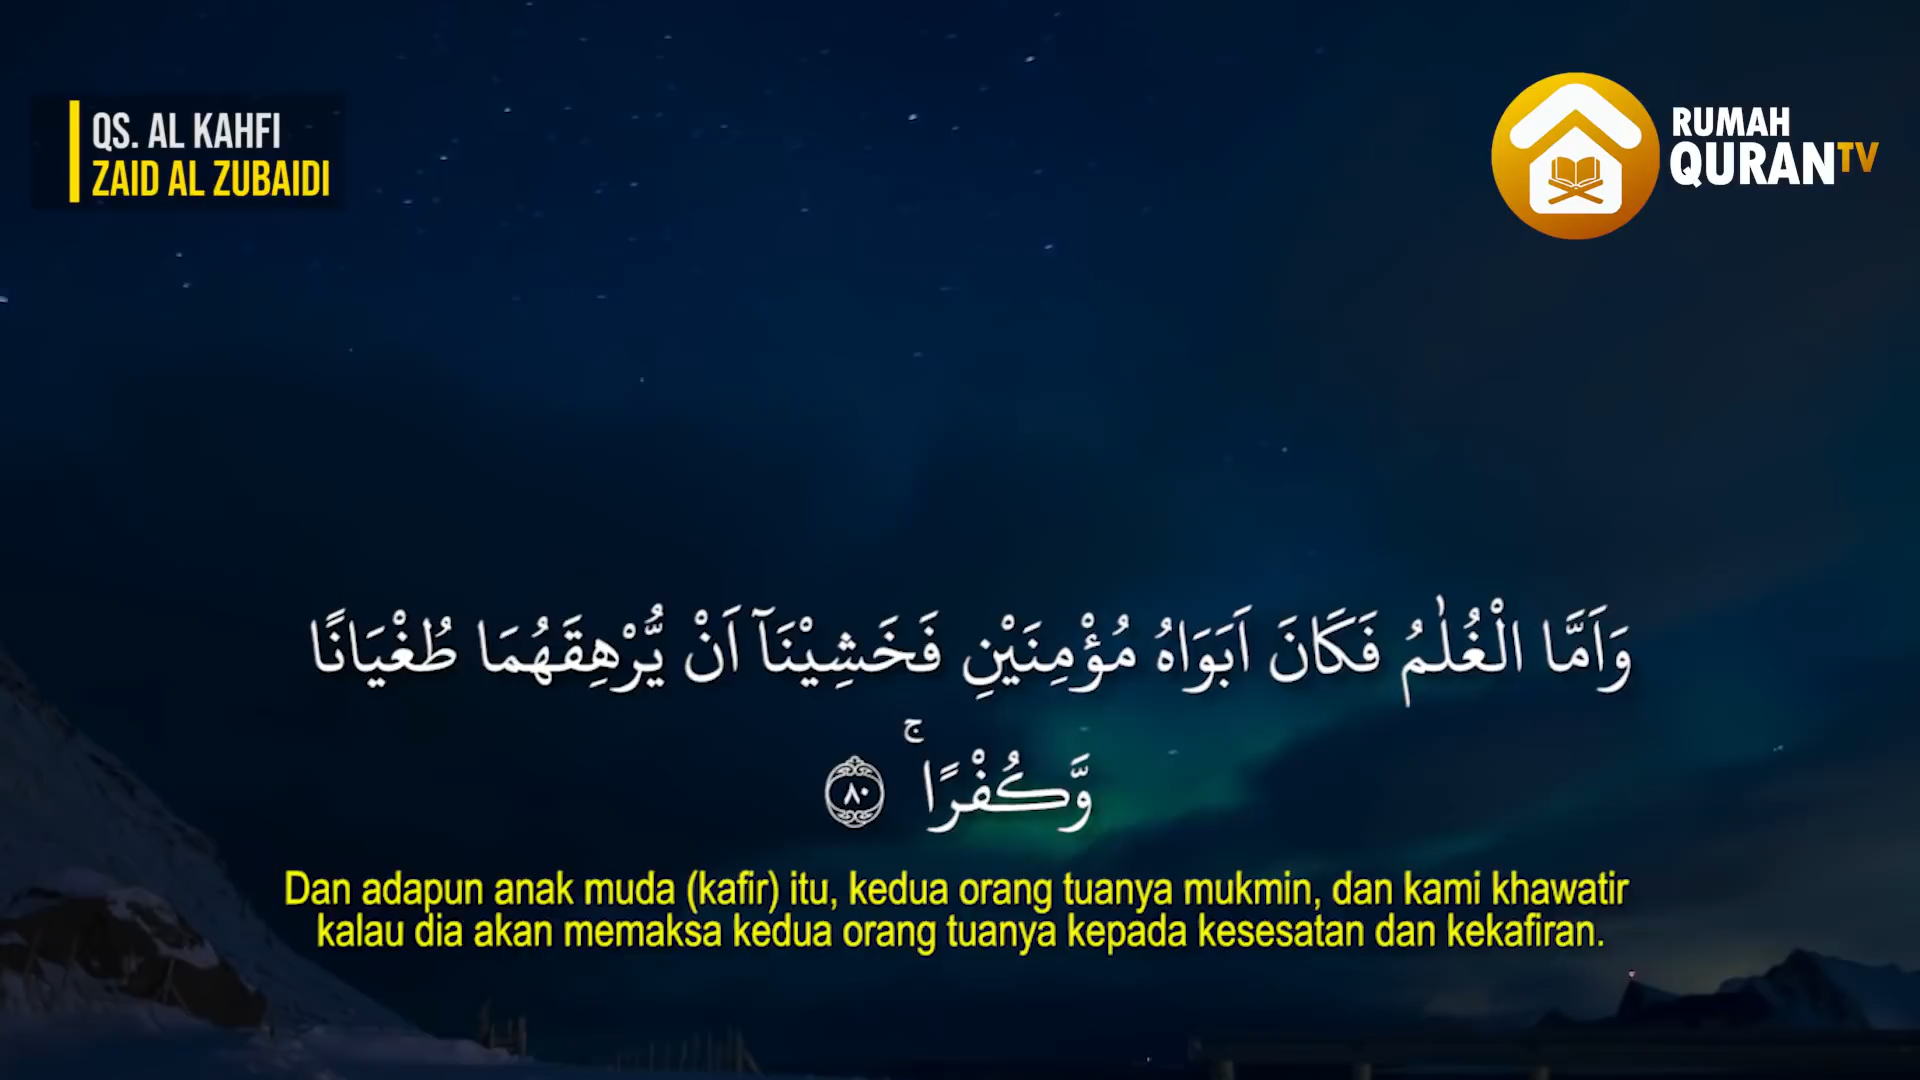 QS. AL KAHFI
ZAID AL ZUBAIDI
RUMAH
QURANTV
وَاَمَّا الْغُلٰمُ فَكَانَ اَبَوَاهُ مُؤْمِنَيْنِ فَخَشِيْنَآ اَنْ يُّرْهِقَهُمَا طُغْيَانًا
وَّكُفْرًا ۚ ٨٠
Dan adapun anak muda (kafir) itu, kedua orang tuanya mukmin, dan kami khawatir
kalau dia akan memaksa kedua orang tuanya kepada kesesatan dan kekafiran.